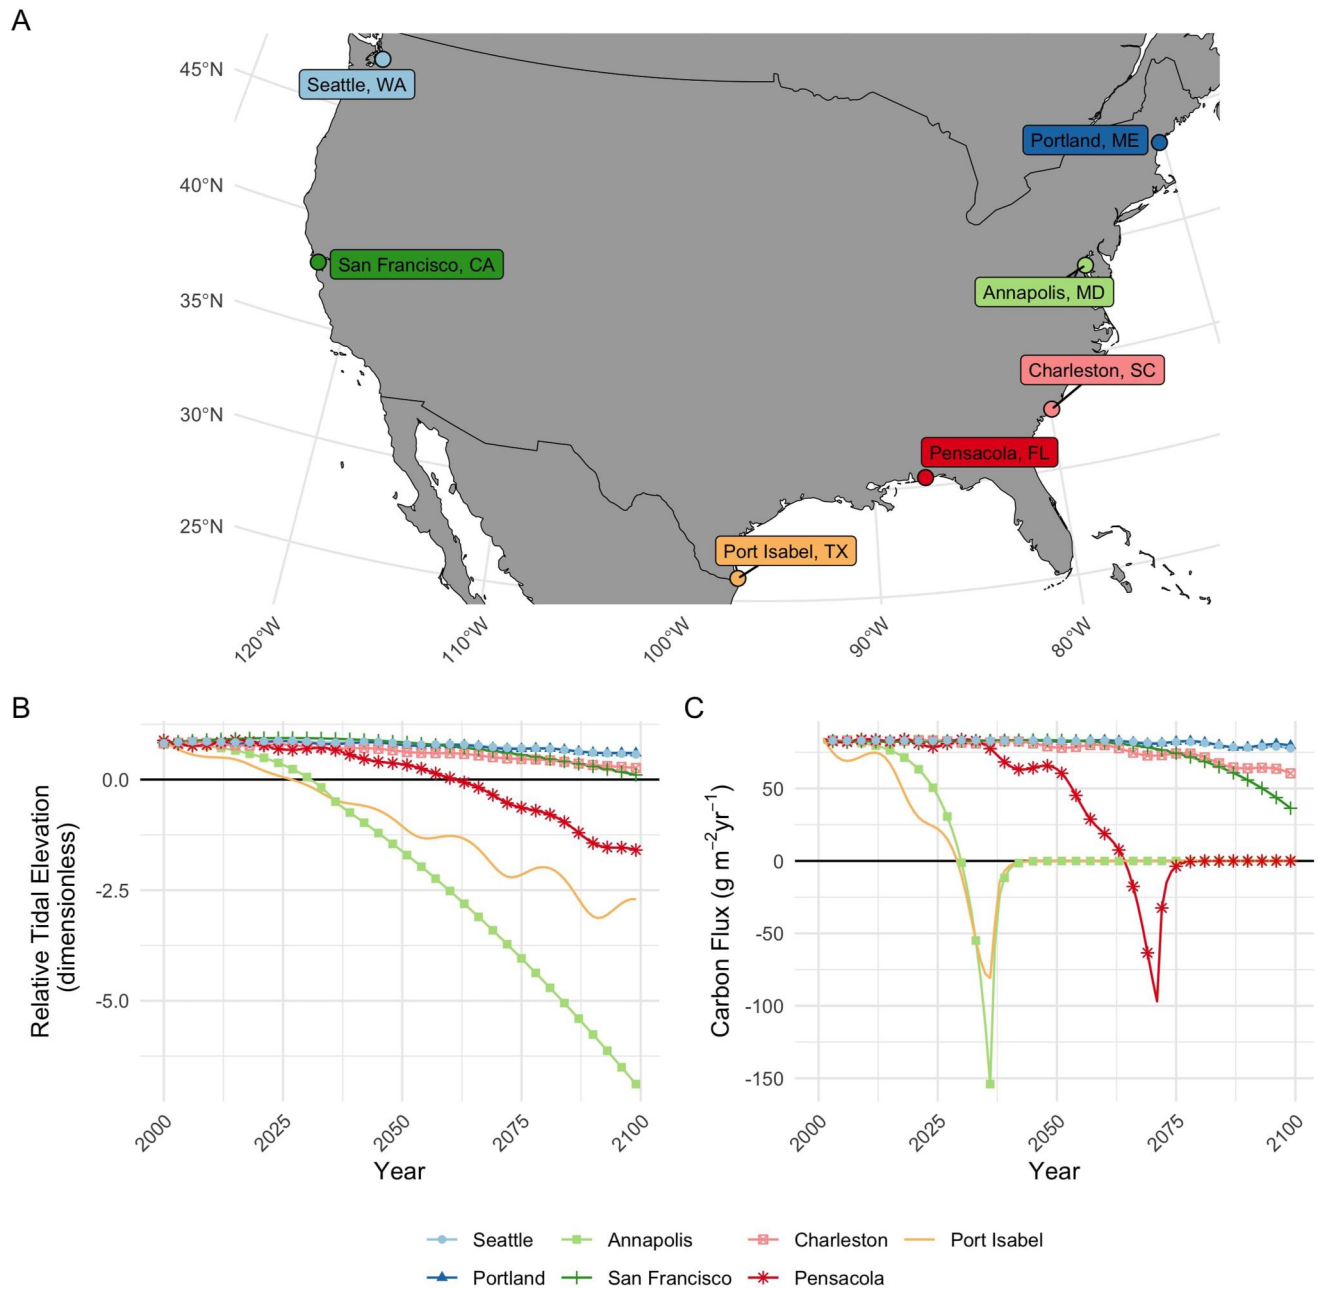 A
45°N
40°N
35°N
30°N
25°N
Seattle, WA
Portland, ME
San Francisco, CA
Annapolis, MD
Charleston, SC
Pensacola, FL
Port Isabel, TX
120°W
110°W
100°W
90°W
80°W
B
Relative Tidal Elevation
(dimensionless)
0.0
-2.5
-5.0
2000
2025
2050
2075
2100
Year
C
Carbon Flux (g m⁻²yr⁻¹)
50
0
-50
-100
-150
2000
2025
2050
2075
2100
Year
Seattle
Annapolis
Charleston
Port Isabel
Portland
San Francisco
Pensacola